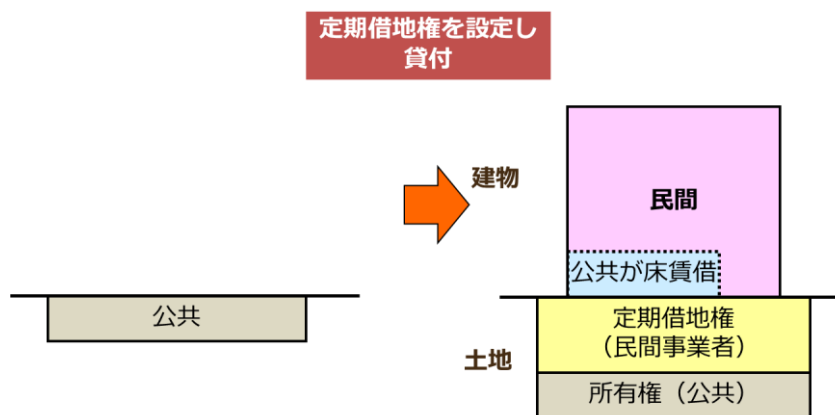 定期借地権を設定し
貸付
建物
民間
公共が床賃借
公共
定期借地権
（民間事業者）
土地
所有権（公共）